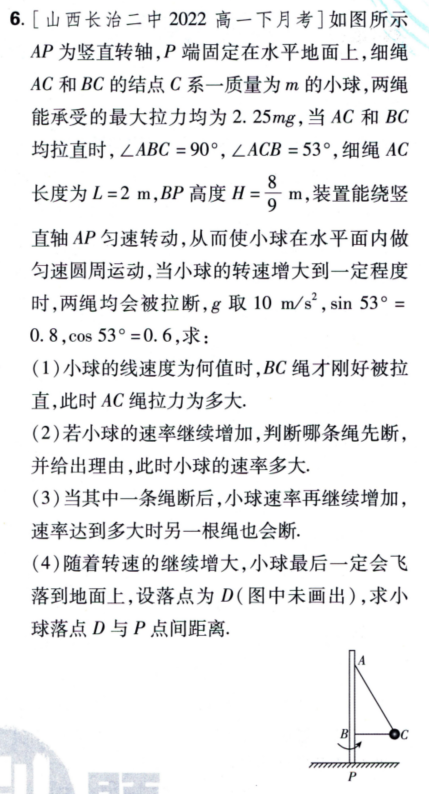 6. [山西长治二中 2022 高一下月考]如图所示
AP 为竖直转轴,P 端固定在水平地面上,细绳
AC 和 BC 的结点 C 系一质量为 m 的小球,两绳
能承受的最大拉力均为 2. 25mg,当 AC 和 BC
均拉直时,∠ABC = 90°,∠ACB = 53°,细绳 AC
长度为 L = 2 m,BP 高度 H = 8/9 m,装置能绕竖
直轴 AP 匀速转动,从而使小球在水平面内做
匀速圆周运动,当小球的转速增大到一定程度
时,两绳均会被拉断,g 取 10 m/s²,sin 53° =
0. 8,cos 53° = 0. 6,求:
(1)小球的线速度为何值时,BC 绳才刚好被拉
直,此时 AC 绳拉力为多大.
(2)若小球的速率继续增加,判断哪条绳先断,
并给出理由,此时小球的速率多大.
(3)当其中一条绳断后,小球速率再继续增加,
速率达到多大时另一根绳也会断.
(4)随着转速的继续增大,小球最后一定会飞
落到地面上,设落点为 D(图中未画出),求小
球落点 D 与 P 点间距离.
A
B
C
P